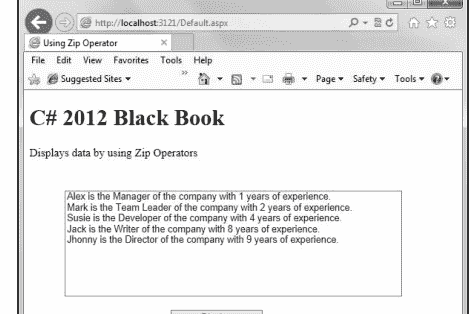 http://localhost:3121/Default.aspx
Using Zip Operator
File Edit View Favorites Tools Help
Suggested Sites Page Safety Tools
C# 2012 Black Book
Displays data by using Zip Operators
Alex is the Manager of the company with 1 years of experience.
Mark is the Team Leader of the company with 2 years of experience.
Susie is the Developer of the company with 4 years of experience.
Jack is the Writer of the company with 8 years of experience.
Jhonny is the Director of the company with 9 years of experience.